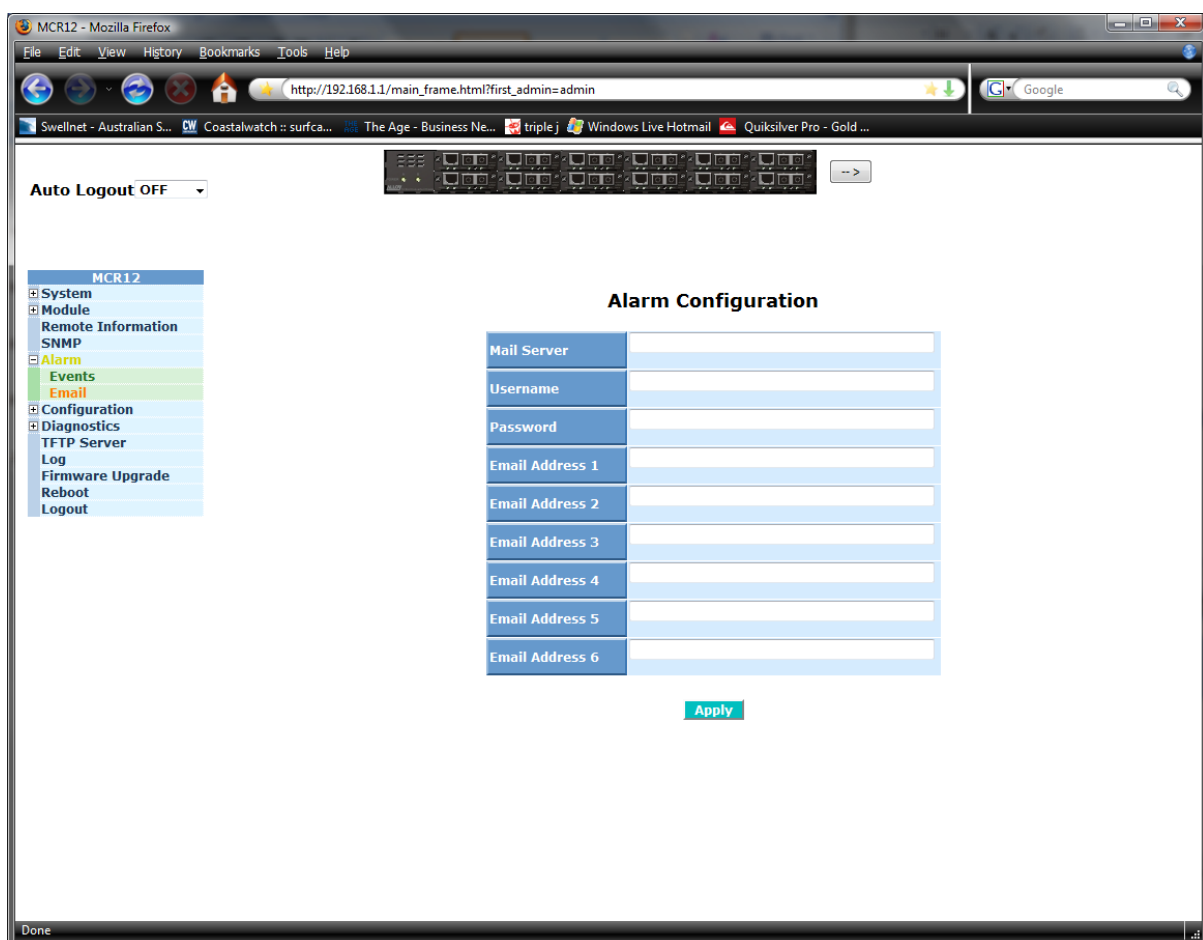 MCR12 - Mozilla Firefox
File Edit View History Bookmarks Tools Help
http://192.168.1.1/main_frame.html?first_admin=admin
G Google
Swellnet - Australian S... CW Coastalwatch :: surfca... The Age - Business Ne... triple j Windows Live Hotmail Quiksilver Pro - Gold ...
Auto Logout OFF
-->
MCR12
System
Module
Remote Information
SNMP
Alarm
Events
Email
Configuration
Diagnostics
TFTP Server
Log
Firmware Upgrade
Reboot
Logout
Alarm Configuration
Mail Server
Username
Password
Email Address 1
Email Address 2
Email Address 3
Email Address 4
Email Address 5
Email Address 6
Apply
Done